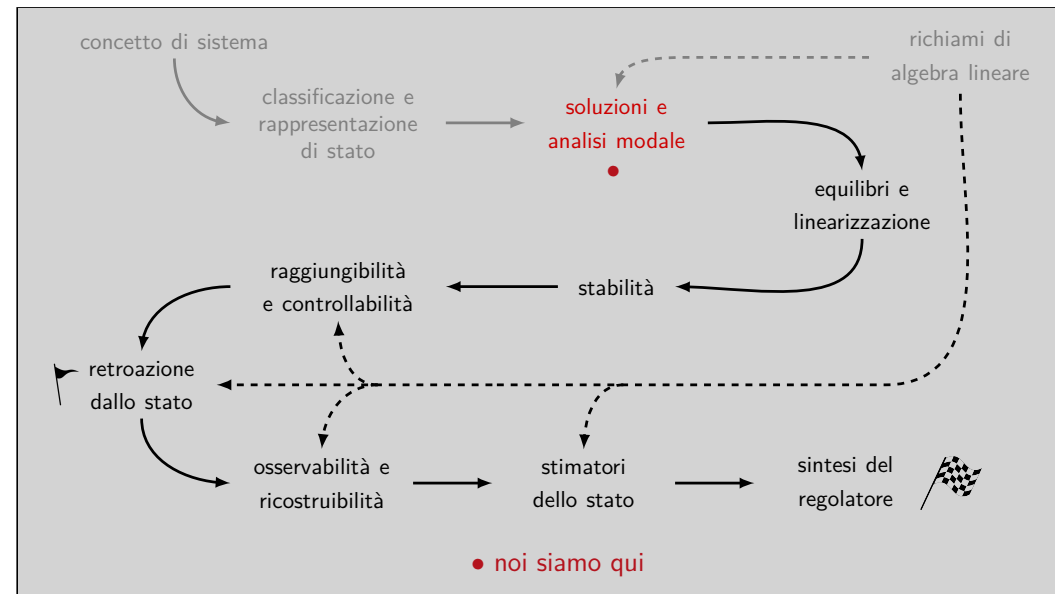 concetto di sistema
richiami di
algebra lineare
classificazione e
rappresentazione
di stato
soluzioni e
analisi modale
equilibri e
linearizzazione
raggiungibilità
e controllabilità
stabilità
retroazione
dallo stato
osservabilità e
ricostruibilità
stimatori
dello stato
sintesi del
regolatore
noi siamo qui